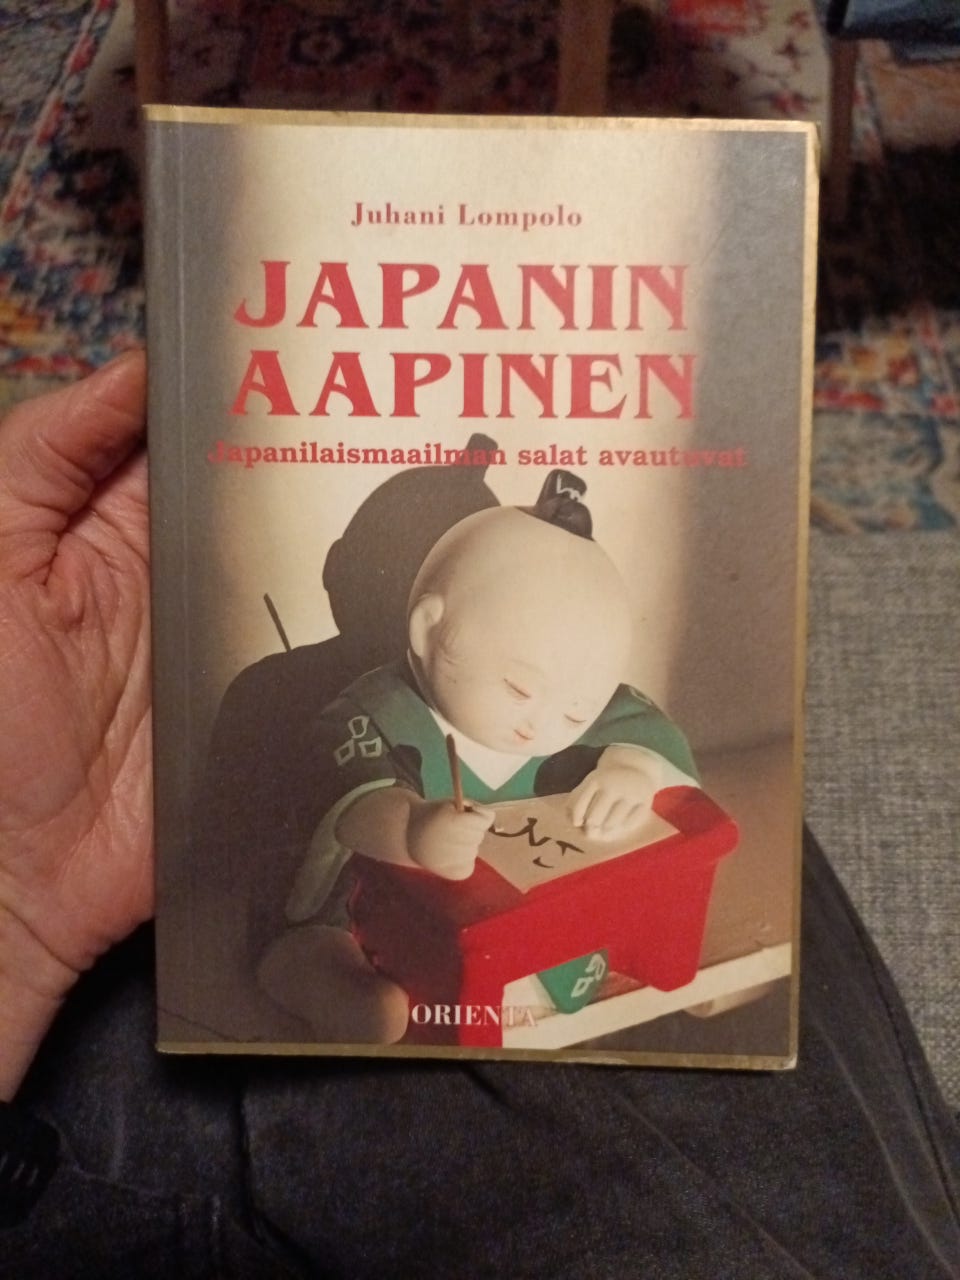 Juhani Lompolo
JAPANIN
AAPINEN
Japanilaismaailman salat avautuvat
ORIENTA